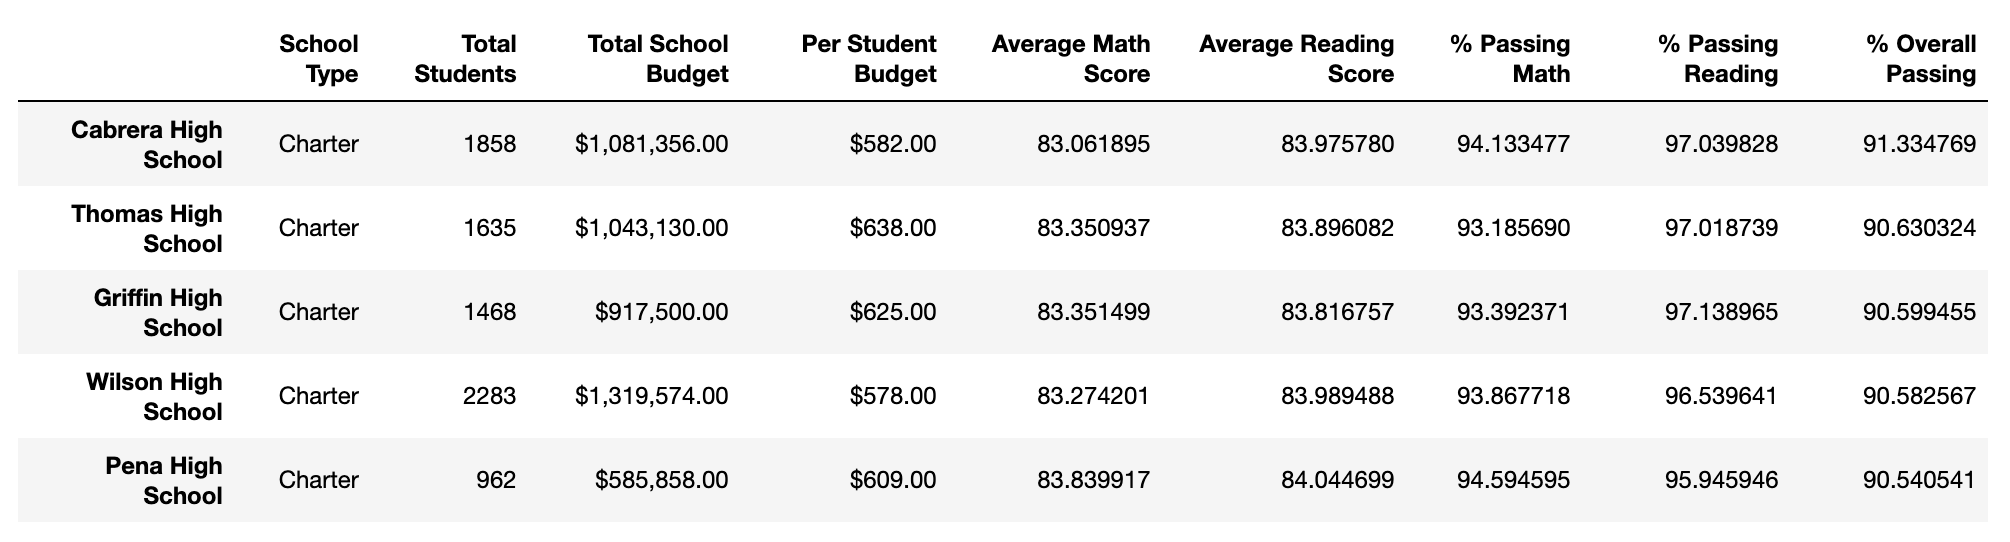 School Type Total Students Total School Budget Per Student Budget Average Math Score Average Reading Score % Passing Math % Passing Reading % Overall Passing
Cabrera High School Charter 1858 $1,081,356.00 $582.00 83.061895 83.975780 94.133477 97.039828 91.334769
Thomas High School Charter 1635 $1,043,130.00 $638.00 83.350937 83.896082 93.185690 97.018739 90.630324
Griffin High School Charter 1468 $917,500.00 $625.00 83.351499 83.816757 93.392371 97.138965 90.599455
Wilson High School Charter 2283 $1,319,574.00 $578.00 83.274201 83.989488 93.867718 96.539641 90.582567
Pena High School Charter 962 $585,858.00 $609.00 83.839917 84.044699 94.594595 95.945946 90.540541